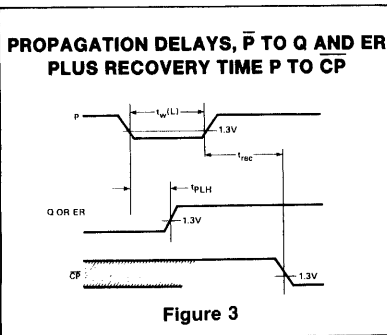 PROPAGATION DELAYS, P̅ TO Q AND ER
PLUS RECOVERY TIME P TO C̅P̅
P
tw(L)
1.3V
trec
tPLH
Q OR ER
1.3V
C̅P̅
1.3V
Figure 3